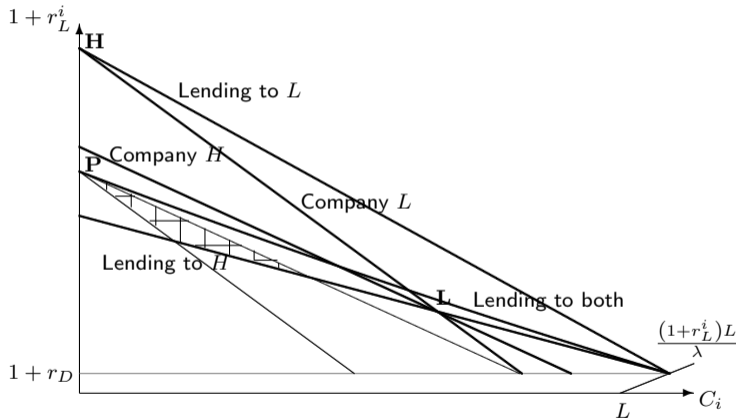 1 + r_L^i
H
Lending to L
Company H
P
Company L
Lending to H
L
Lending to both
(1+r_L^i)L
λ
1 + r_D
C_i
L